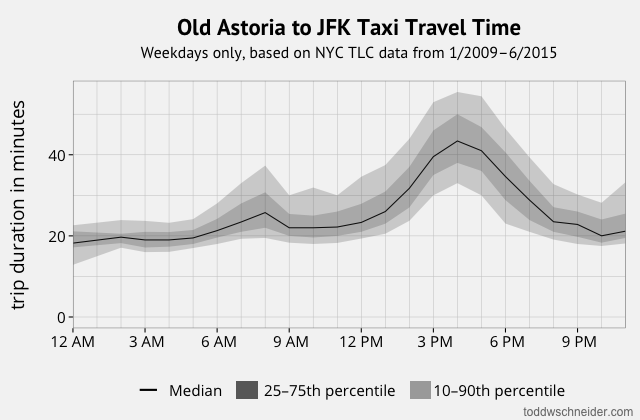 Old Astoria to JFK Taxi Travel Time
Weekdays only, based on NYC TLC data from 1/2009–6/2015
trip duration in minutes
40
20
0
12 AM 3 AM 6 AM 9 AM 12 PM 3 PM 6 PM 9 PM
Median 25–75th percentile 10–90th percentile
toddwschneider.com